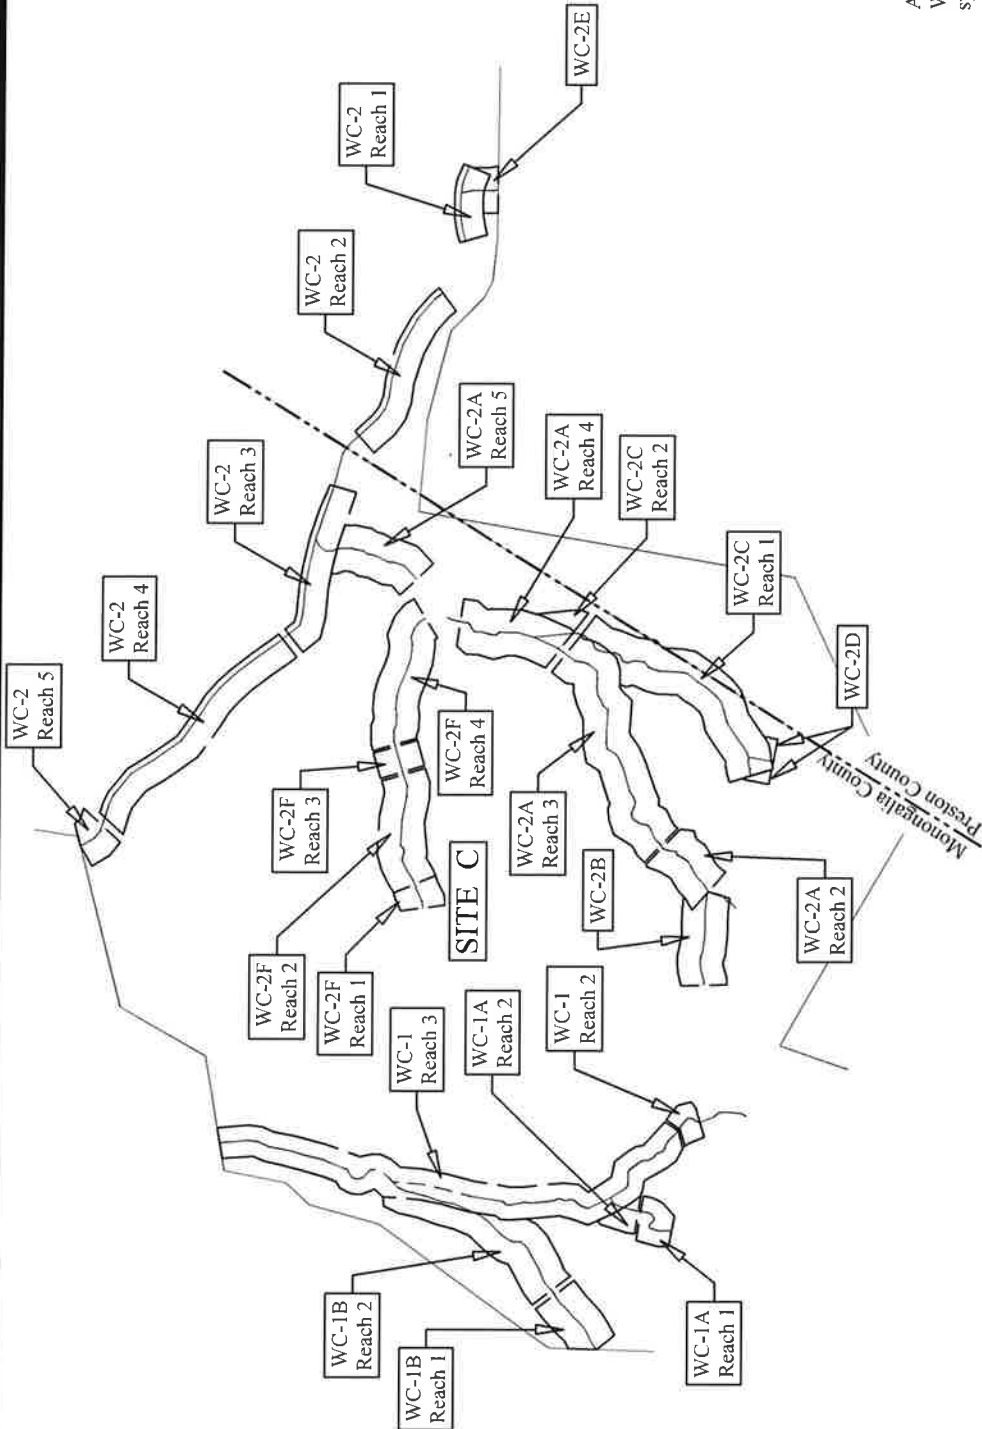 WC-2E
WC-2
Reach 1
WC-2
Reach 2
WC-2
Reach 3
WC-2
Reach 4
WC-2
Reach 5
WC-2A
Reach 5
WC-2A
Reach 4
WC-2C
Reach 2
WC-2C
Reach 1
WC-2D
WC-2F
Reach 4
WC-2F
Reach 3
WC-2A
Reach 3
SITE C
WC-2B
WC-2A
Reach 2
Monongalia County
Preston County
WC-2F
Reach 2
WC-2F
Reach 1
WC-1
Reach 3
WC-1A
Reach 2
WC-1
Reach 2
WC-1B
Reach 2
WC-1B
Reach 1
WC-1A
Reach 1